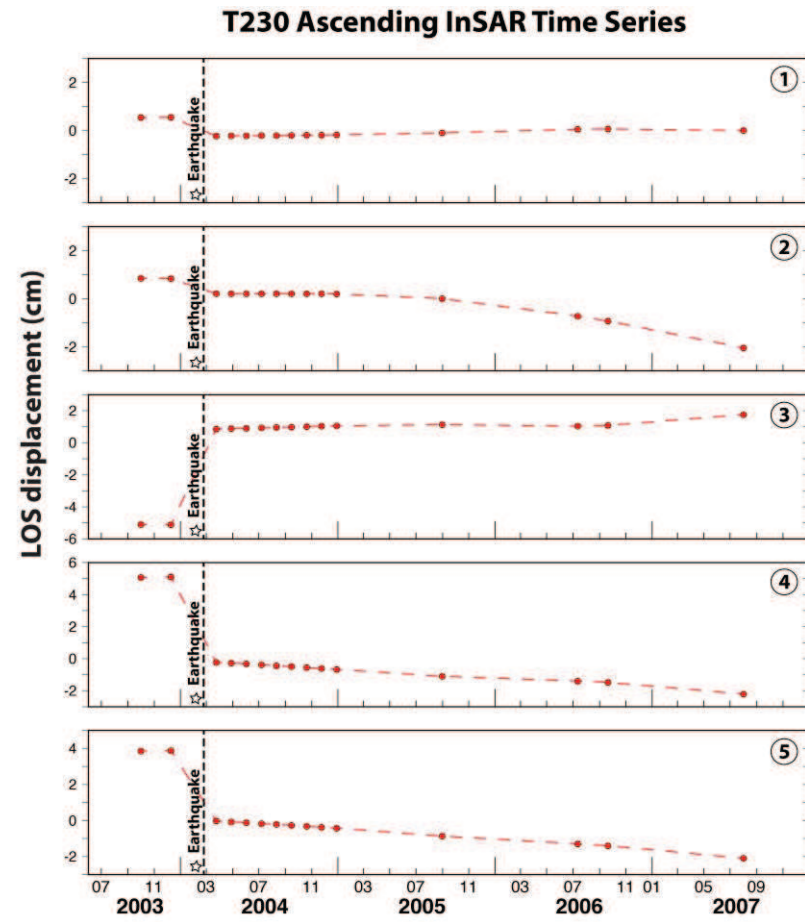 T230 Ascending InSAR Time Series
LOS displacement (cm)
2
0
-2
Earthquake
1
2
0
-2
Earthquake
2
2
0
-2
-4
-6
Earthquake
3
6
4
2
0
-2
Earthquake
4
4
2
0
-2
Earthquake
5
07 11 03 07 11 03 07 11 03 07 11 01 05 09
2003 2004 2005 2006 2007